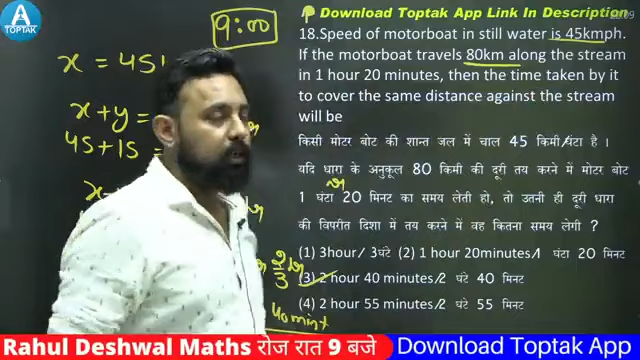 A
TOPTAK
9:00
Download Toptak App Link In Description
18.Speed of motorboat in still water is 45kmph.
If the motorboat travels 80km along the stream
in 1 hour 20 minutes, then the time taken by it
to cover the same distance against the stream
will be
किसी मोटर बोट की शान्त जल में चाल 45 किमी/घंटा है ।
यदि धारा के अनुकूल 80 किमी की दूरी तय करने में मोटर बोट
1 घंटा 20 मिनट का समय लेती हो, तो उतनी ही दूरी धारा
की विपरीत दिशा में तय करने में वह कितना समय लेगी ?
(1) 3hour/ 3घंटे (2) 1 hour 20minutes/1 घंटा 20 मिनट
(3) 2 hour 40 minutes/2 घंटे 40 मिनट
(4) 2 hour 55 minutes/2 घंटे 55 मिनट
x = 45
x+y =
45+15 =
2/3
40 mint
Rahul Deshwal Maths रोज रात 9 बजे
Download Toptak App